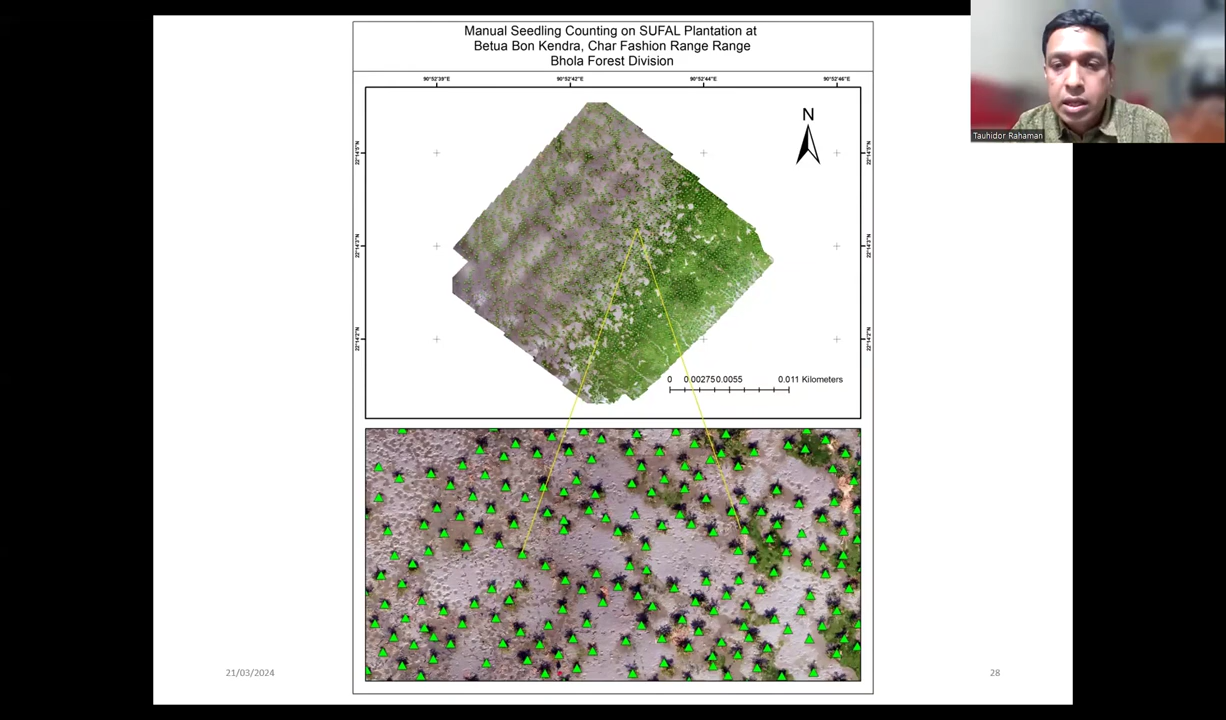 Manual Seedling Counting on SUFAL Plantation at
Betua Bon Kendra, Char Fashion Range Range
Bhola Forest Division
90°52'39"E 90°52'42"E 90°52'44"E 90°52'46"E
N
0 0.00275 0.0055 0.011 Kilometers
21/03/2024
28
Tauhidor Rahaman